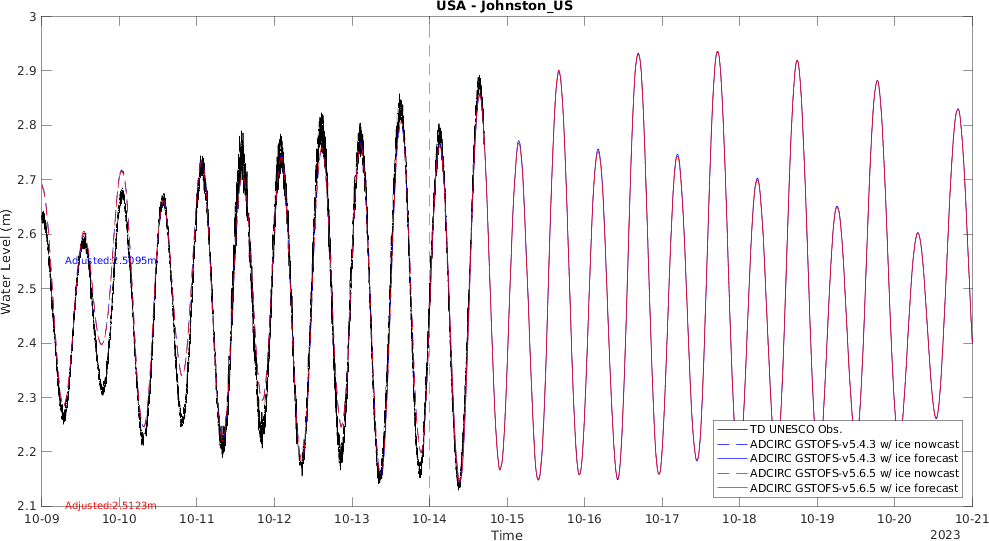 USA - Johnston_US
3
2.9
2.8
2.7
2.6
2.5
2.4
2.3
2.2
2.1
Water Level (m)
Adjusted:2.5095m
Adjusted:2.5123m
TD UNESCO Obs.
ADCIRC GSTOFS-v5.4.3 w/ ice nowcast
ADCIRC GSTOFS-v5.4.3 w/ ice forecast
ADCIRC GSTOFS-v5.6.5 w/ ice nowcast
ADCIRC GSTOFS-v5.6.5 w/ ice forecast
10-09 10-10 10-11 10-12 10-13 10-14 10-15 10-16 10-17 10-18 10-19 10-20 10-21
Time
2023